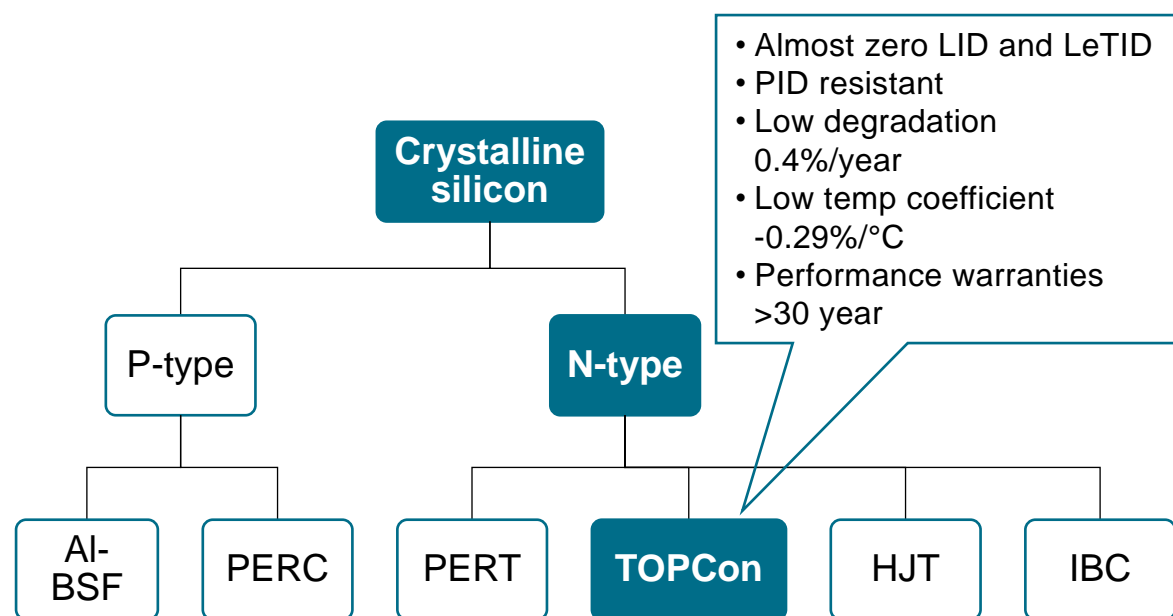 • Almost zero LID and LeTID
• PID resistant
• Low degradation
0.4%/year
• Low temp coefficient
-0.29%/°C
• Performance warranties
>30 year
Crystalline
silicon
P-type
N-type
Al-
BSF
PERC
PERT
TOPCon
HJT
IBC